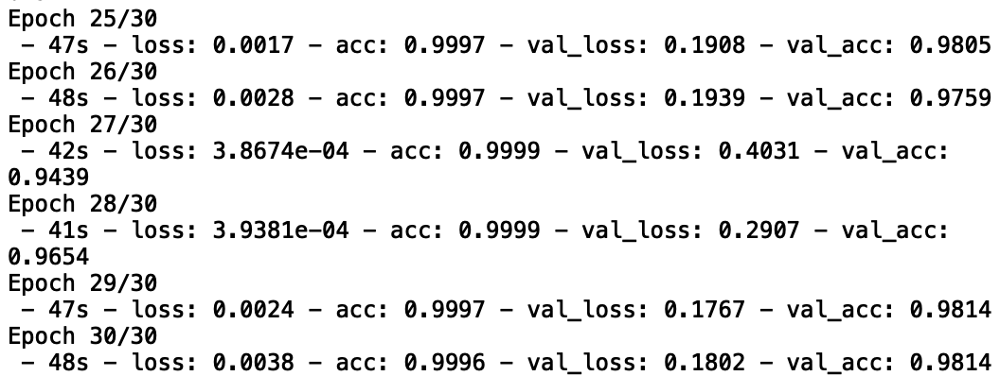 Epoch 25/30
 - 47s - loss: 0.0017 - acc: 0.9997 - val_loss: 0.1908 - val_acc: 0.9805
Epoch 26/30
 - 48s - loss: 0.0028 - acc: 0.9997 - val_loss: 0.1939 - val_acc: 0.9759
Epoch 27/30
 - 42s - loss: 3.8674e-04 - acc: 0.9999 - val_loss: 0.4031 - val_acc:
0.9439
Epoch 28/30
 - 41s - loss: 3.9381e-04 - acc: 0.9999 - val_loss: 0.2907 - val_acc:
0.9654
Epoch 29/30
 - 47s - loss: 0.0024 - acc: 0.9997 - val_loss: 0.1767 - val_acc: 0.9814
Epoch 30/30
 - 48s - loss: 0.0038 - acc: 0.9996 - val_loss: 0.1802 - val_acc: 0.9814